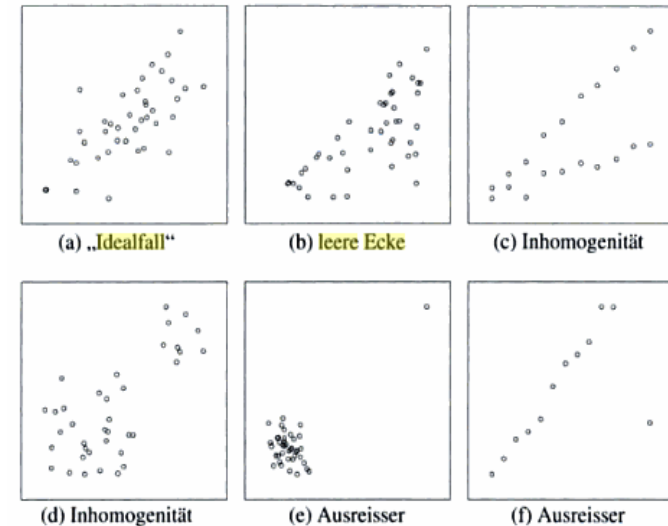 (a) „Idealfall“
(b) leere Ecke
(c) Inhomogenität
(d) Inhomogenität
(e) Ausreisser
(f) Ausreisser